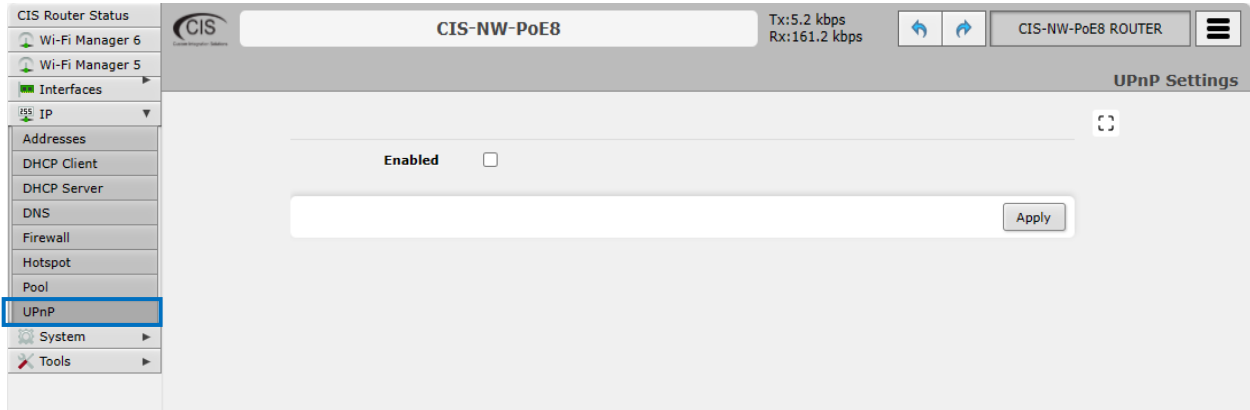 CIS Router Status
Wi-Fi Manager 6
Wi-Fi Manager 5
Interfaces
255 IP
Addresses
DHCP Client
DHCP Server
DNS
Firewall
Hotspot
Pool
UPnP
System
Tools
CIS
CIS-NW-PoE8
Tx:5.2 kbps
Rx:161.2 kbps
CIS-NW-PoE8 ROUTER
UPnP Settings
Enabled
Apply